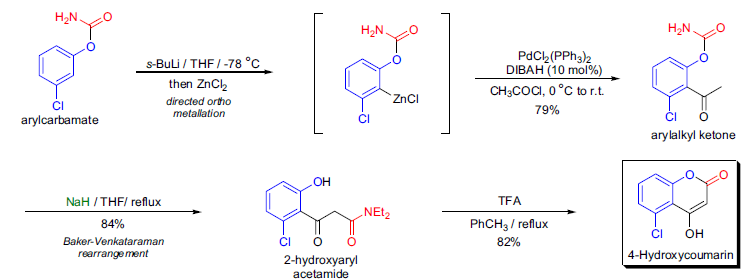 H₂N
O
O
Cl
arylcarbamate
s-BuLi / THF / -78 °C
then ZnCl₂
directed ortho
metallation
H₂N
O
O
ZnCl
Cl
PdCl₂(PPh₃)₂
DIBAH (10 mol%)
CH₃COCl, 0 °C to r.t.
79%
H₂N
O
O
Cl
O
arylalkyl ketone
NaH / THF/ reflux
84%
Baker-Venkataraman
rearrangement
OH
NEt₂
Cl
O
O
2-hydroxyaryl
acetamide
TFA
PhCH₃ / reflux
82%
O
O
Cl
OH
4-Hydroxycoumarin